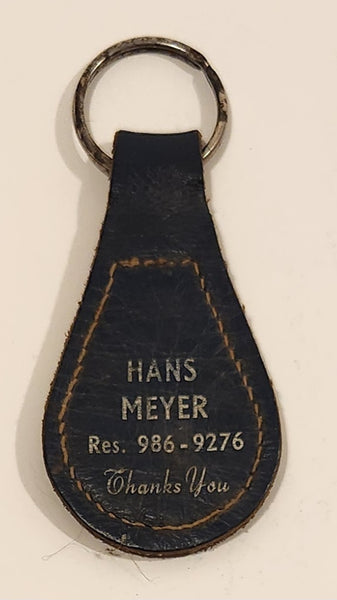 HANS
MEYER
Res. 986-9276
Thanks You